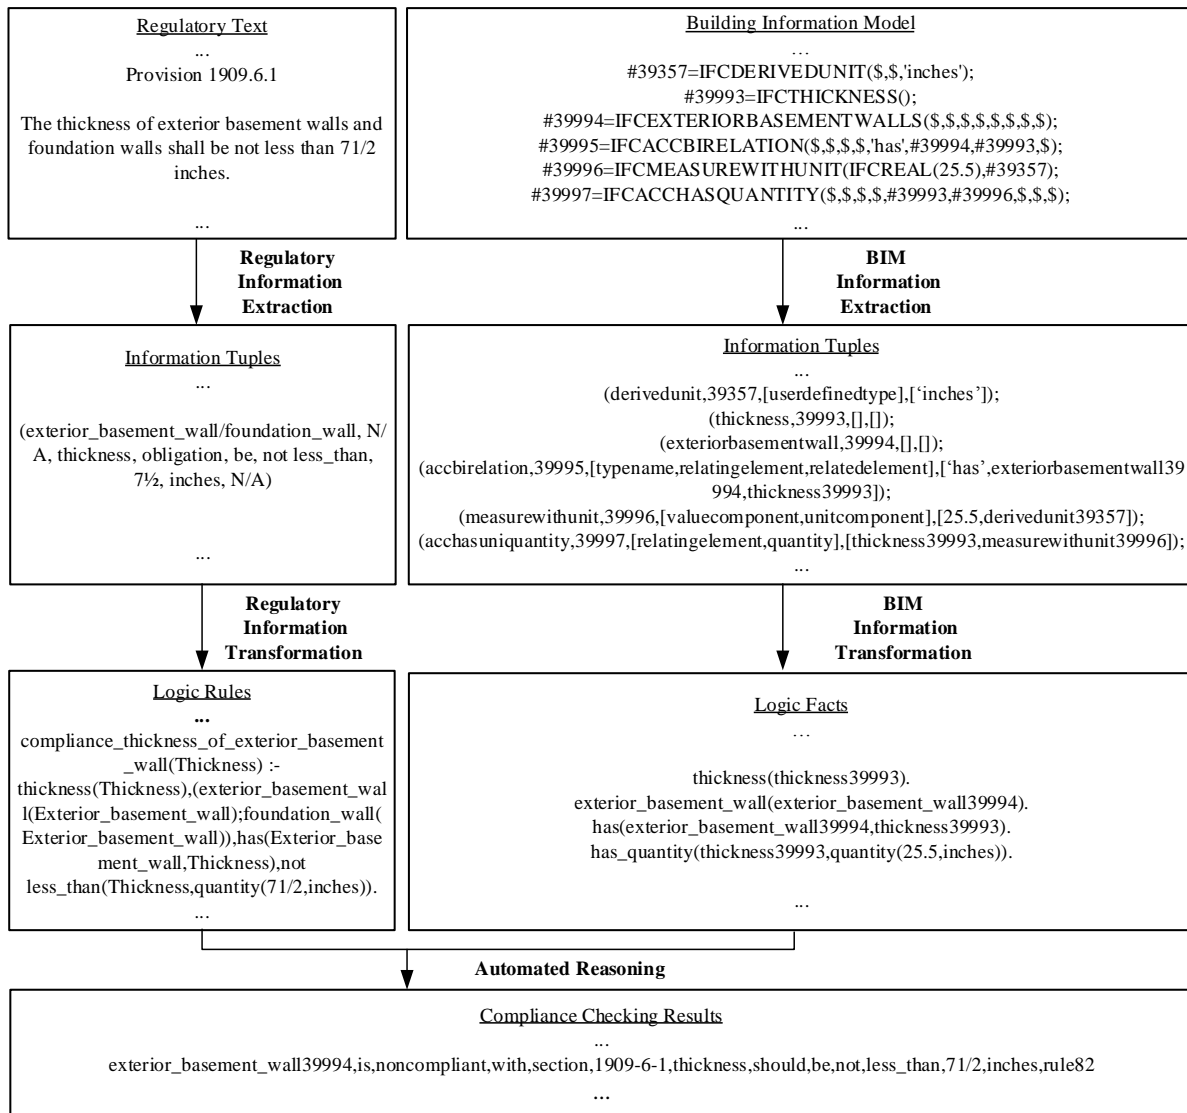 Regulatory Text
...
Provision 1909.6.1
The thickness of exterior basement walls and
foundation walls shall be not less than 71/2
inches.
...
Building Information Model
...
#39357=IFCDERIVEDUNIT($,$,'inches');
#39993=IFCTHICKNESS();
#39994=IFCEXTERIORBASEMENTWALLS($,$,$,$,$,$,$,$,$);
#39995=IFCACCBIRELATION($,$,$,$,'has',#39994,#39993,$);
#39996=IFCMEASUREWITHUNIT(IFCREAL(25.5),#39357);
#39997=IFCACCHASQUANTITY($,$,$,$,#39993,#39996,$,$,$);
...
Regulatory
Information
Extraction
BIM
Information
Extraction
Information Tuples
...
(exterior_basement_wall/foundation_wall, N/
A, thickness, obligation, be, not less_than,
7½, inches, N/A)
...
Information Tuples
...
(derivedunit,39357,[userdefinedtype],[‘inches’]);
(thickness,39993,[],[]);
(exteriorbasementwall,39994,[],[]);
(accbirelation,39995,[typename,relatingelement,relatedelement],[‘has’,exteriorbasementwall39
994,thickness39993]);
(measurewithunit,39996,[valuecomponent,unitcomponent],[25.5,derivedunit39357]);
(acchasuniquantity,39997,[relatingelement,quantity],[thickness39993,measurewithunit39996]);
...
Regulatory
Information
Transformation
BIM
Information
Transformation
Logic Rules
...
compliance_thickness_of_exterior_basement
_wall(Thickness) :-
thickness(Thickness),(exterior_basement_wal
l(Exterior_basement_wall);foundation_wall(
Exterior_basement_wall)),has(Exterior_base
ment_wall,Thickness),not
less_than(Thickness,quantity(71/2,inches)).
...
Logic Facts
...
thickness(thickness39993).
exterior_basement_wall(exterior_basement_wall39994).
has(exterior_basement_wall39994,thickness39993).
has_quantity(thickness39993,quantity(25.5,inches)).
...
Automated Reasoning
Compliance Checking Results
...
exterior_basement_wall39994,is,noncompliant,with,section,1909-6-1,thickness,should,be,not,less_than,71/2,inches,rule82
...